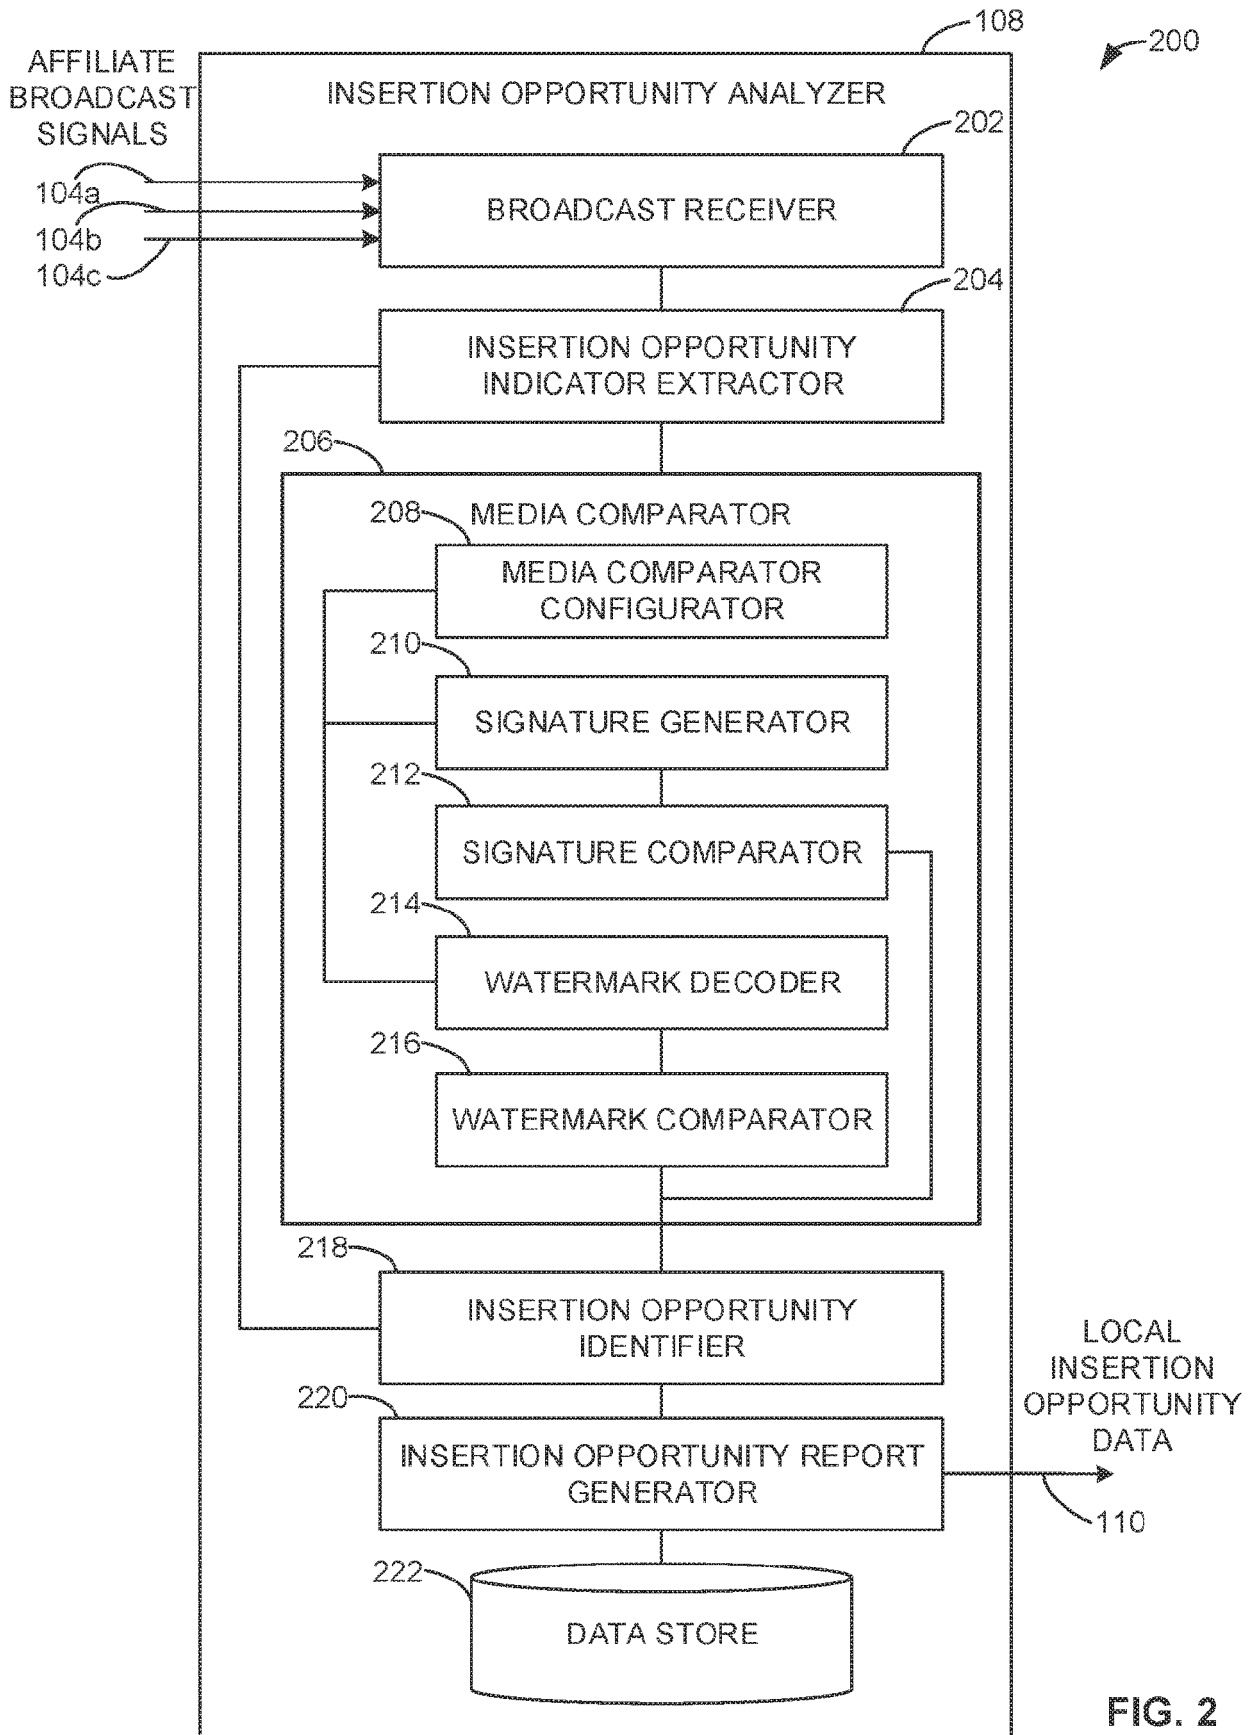 108
200
AFFILIATE
BROADCAST
SIGNALS
INSERTION OPPORTUNITY ANALYZER
202
104a
104b
104c
BROADCAST RECEIVER
204
INSERTION OPPORTUNITY
INDICATOR EXTRACTOR
206
MEDIA COMPARATOR
208
MEDIA COMPARATOR
CONFIGURATOR
210
SIGNATURE GENERATOR
212
SIGNATURE COMPARATOR
214
WATERMARK DECODER
216
WATERMARK COMPARATOR
218
INSERTION OPPORTUNITY
IDENTIFIER
LOCAL
INSERTION
OPPORTUNITY
DATA
220
INSERTION OPPORTUNITY REPORT
GENERATOR
110
222
DATA STORE
FIG. 2